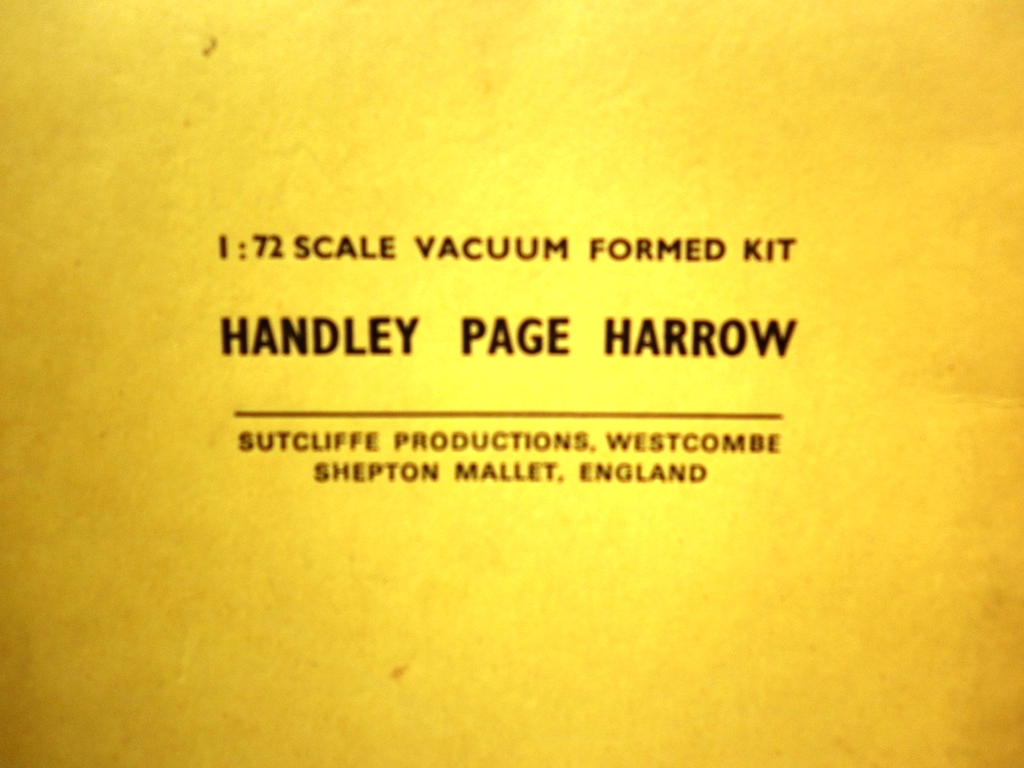 1:72 SCALE VACUUM FORMED KIT
HANDLEY PAGE HARROW
SUTCLIFFE PRODUCTIONS, WESTCOMBE
SHEPTON MALLET, ENGLAND